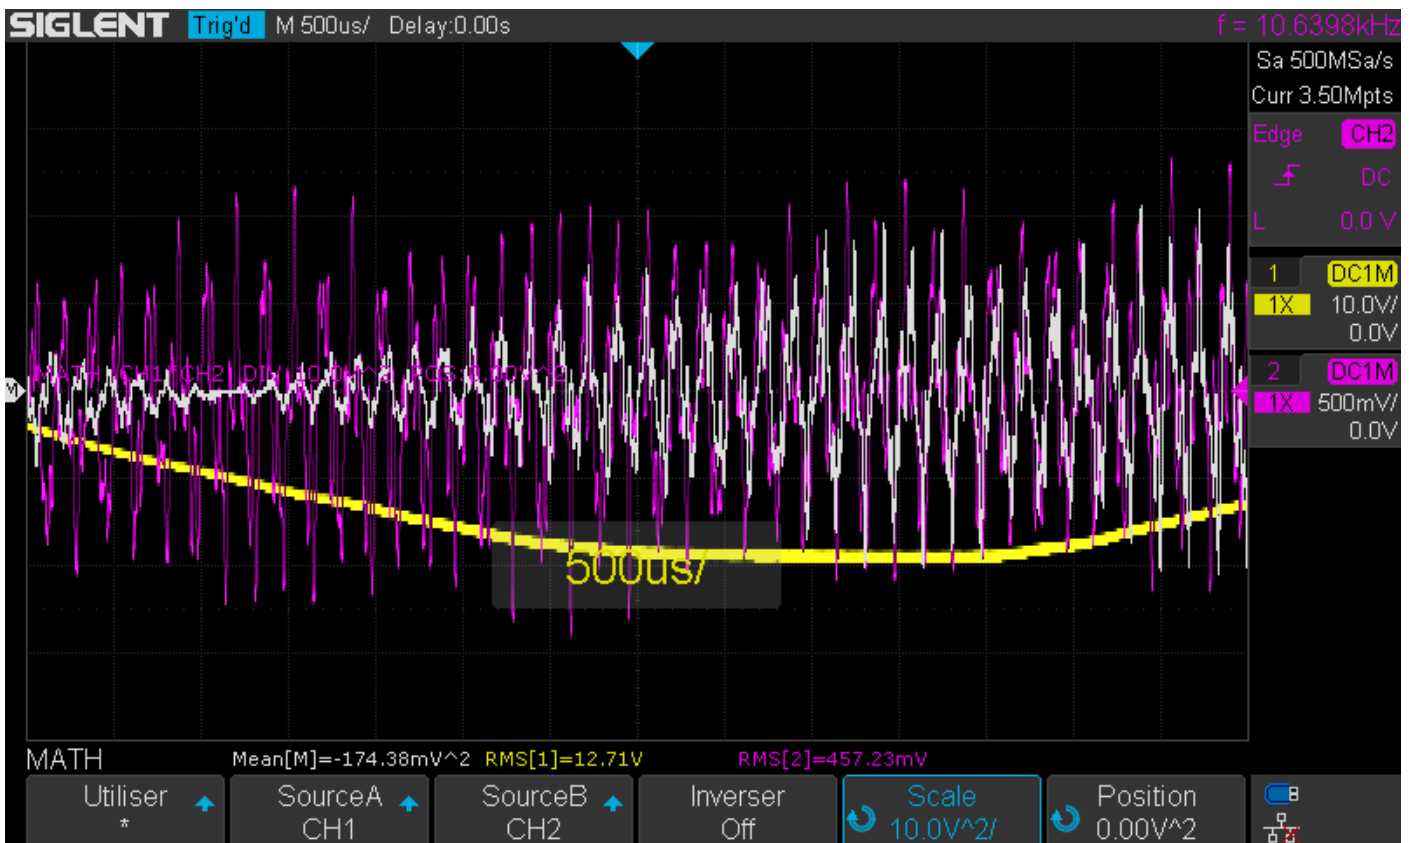 SIGLENT Trig'd M 500us/ Delay:0.00s f = 10.6398kHz
Sa 500MSa/s
Curr 3.50Mpts
Edge CH2
DC
L 0.0 V
1 DC1M
1X 10.0V/
0.0V
M
2 DC1M
1X 500mV/
0.0V
500us/
MATH Mean[M]=-174.38mV^2 RMS[1]=12.71V RMS[2]=457.23mV
Utiliser SourceA SourceB Inverser Scale Position
* CH1 CH2 Off 10.0V^2/ 0.00V^2